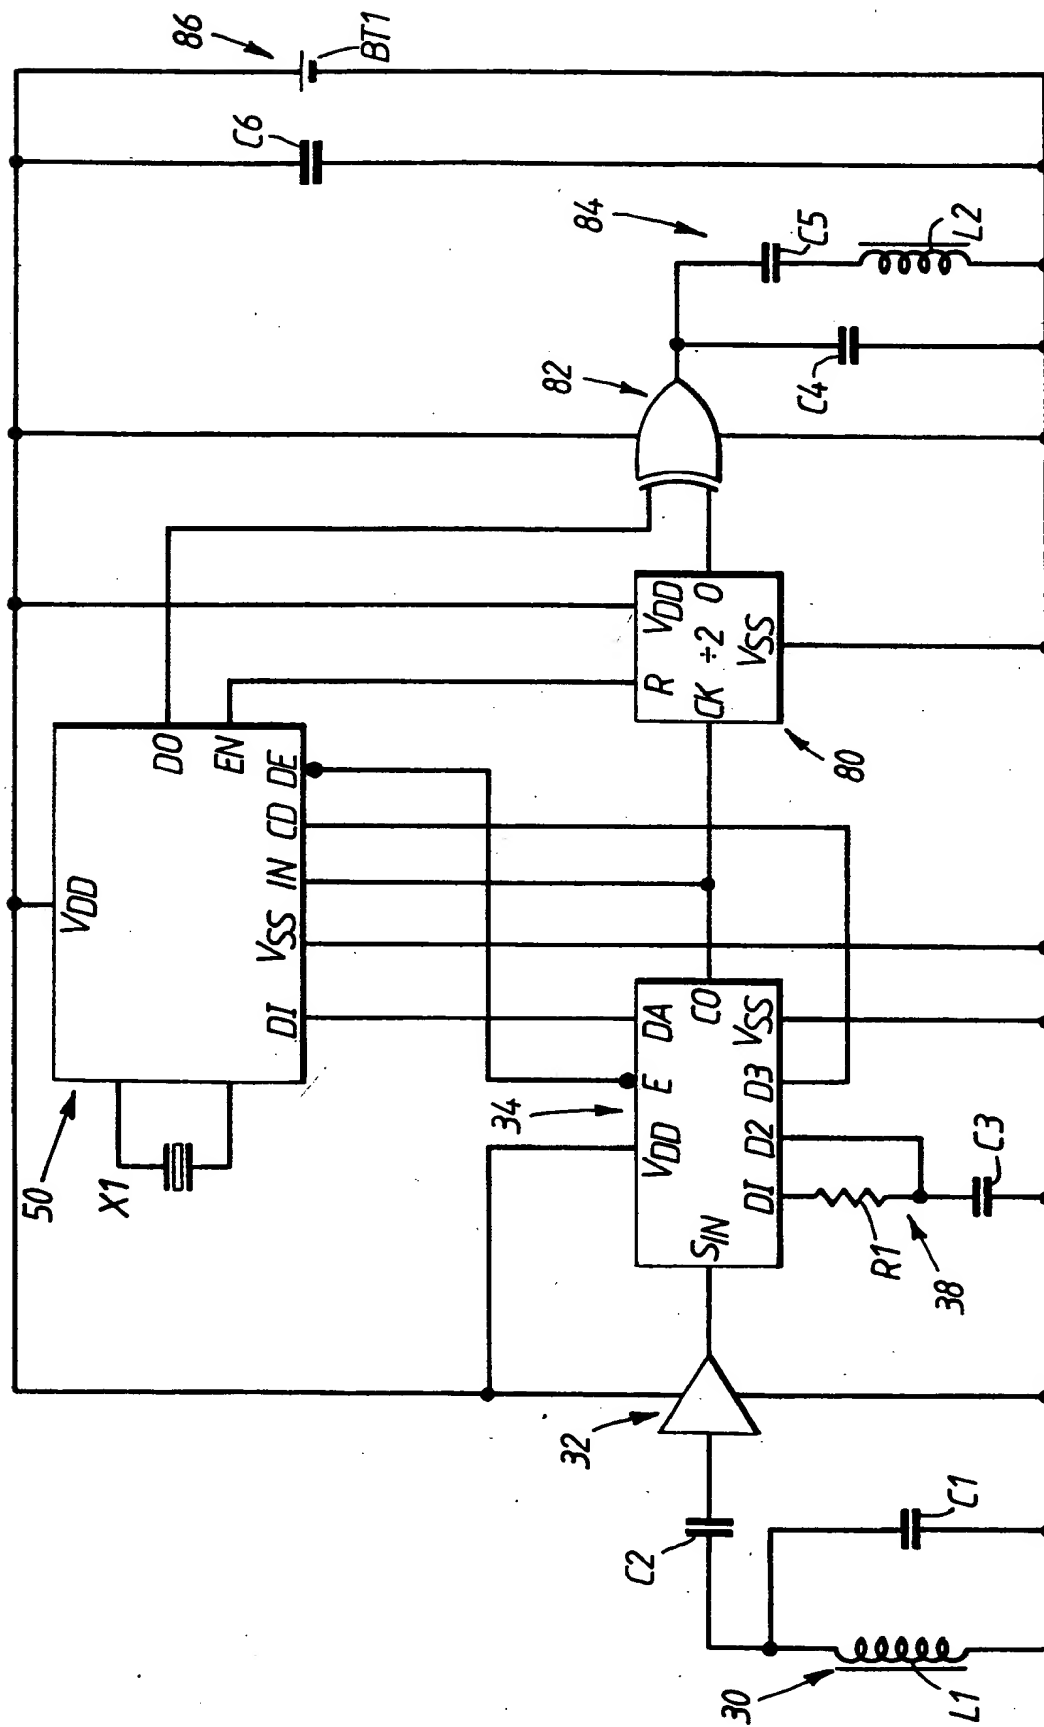 50
X1
VDD
DO
EN
DI VSS IN CD DE
86
BT1
C6
34
VDD E DA
SIN
CO
DI D2 D3 VSS
R VDD
CK ÷2 O
VSS
80
82
84
C5
C4
L2
32
C2
30
L1
C1
R1
38
C3